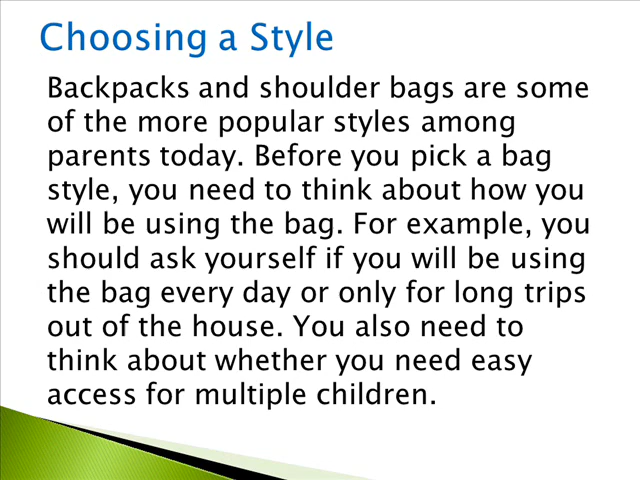 Choosing a Style
Backpacks and shoulder bags are some
of the more popular styles among
parents today. Before you pick a bag
style, you need to think about how you
will be using the bag. For example, you
should ask yourself if you will be using
the bag every day or only for long trips
out of the house. You also need to
think about whether you need easy
access for multiple children.